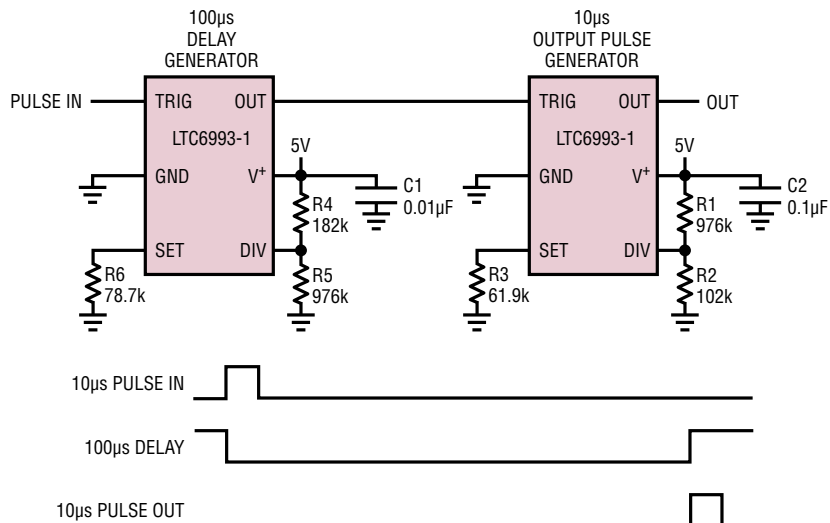 100µs
DELAY
GENERATOR
10µs
OUTPUT PULSE
GENERATOR
PULSE IN
TRIG
OUT
LTC6993-1
GND
V+
SET
DIV
5V
C1
0.01µF
R4
182k
R5
976k
R6
78.7k
TRIG
OUT
OUT
LTC6993-1
GND
V+
SET
DIV
5V
C2
0.1µF
R1
976k
R2
102k
R3
61.9k
10µs PULSE IN
100µs DELAY
10µs PULSE OUT